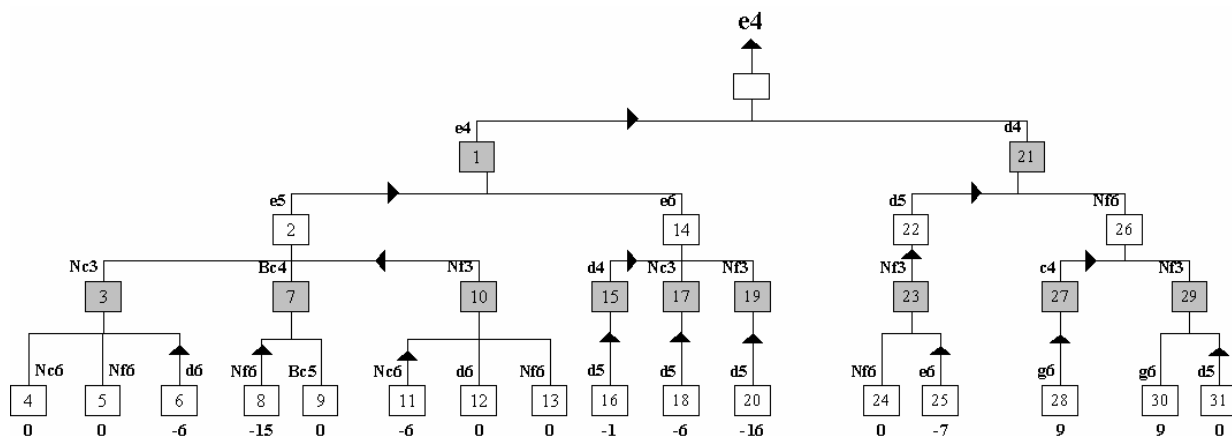 e4
e4 d4
1 21
e5 e6 d5 Nf6
2 14 22 26
Nc3 Bc4 Nf3 d4 Nc3 Nf3 Nf3 c4 Nf3
3 7 10 15 17 19 23 27 29
Nc6 Nf6 d6 Nf6 Bc5 Nc6 d6 Nf6 d5 d5 d5 Nf6 e6 g6 g6 d5
4 5 6 8 9 11 12 13 16 18 20 24 25 28 30 31
0 0 -6 -15 0 -6 0 0 -1 -6 -16 0 -7 9 9 0